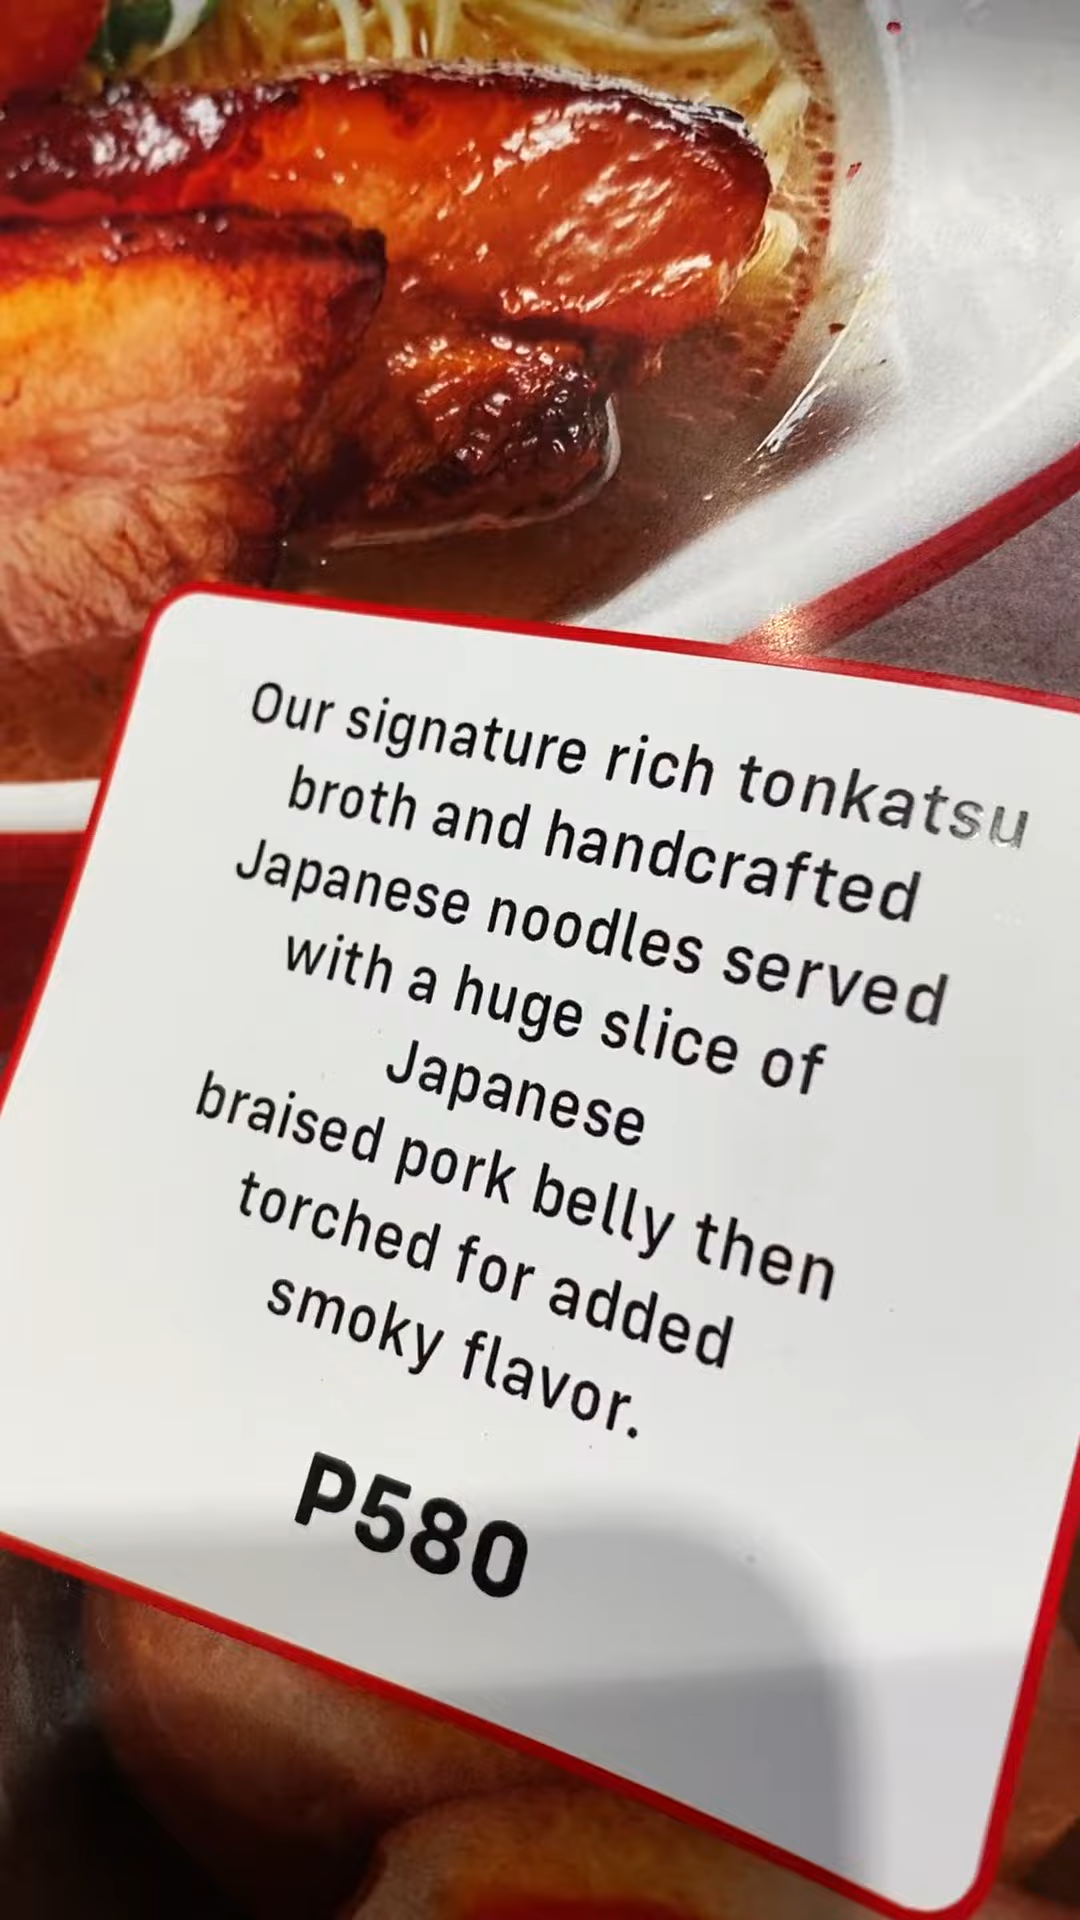 Our signature rich tonkatsu
broth and handcrafted
Japanese noodles served
with a huge slice of
Japanese
braised pork belly then
torched for added
smoky flavor.
P580